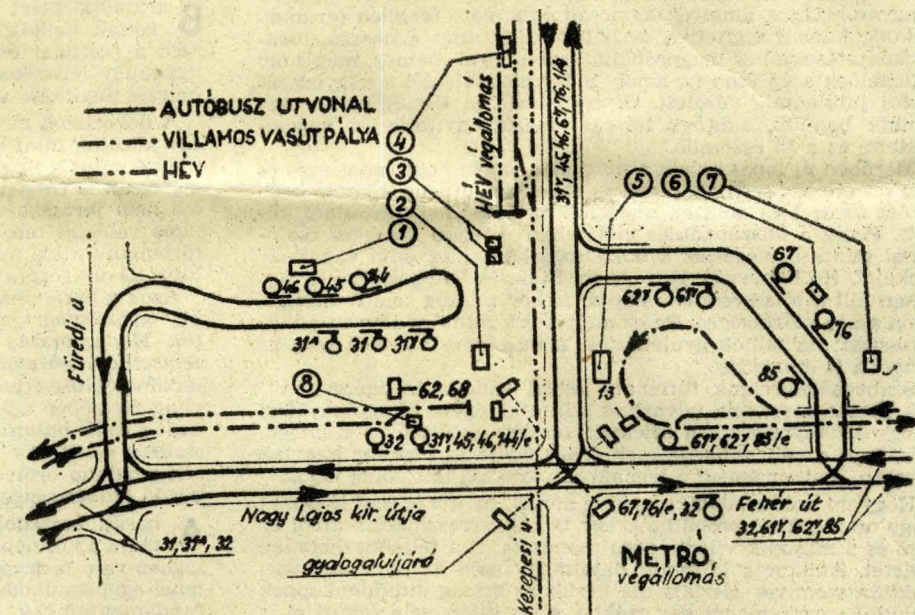 AUTÓBUSZ UTVONAL
VILLAMOS VASÚTPÁLYA
HÉV
4
3
2
1
HÉV végállomás
31ʸ, 45, 46, 67, 76, 144
5 6 7
67
76
46 45 144
31ᴬ 31 31ʸ
62ʸ 61ʸ
Füredi u
13
85
8
62, 68
32
31ʸ, 45, 46, 144/e
61ʸ, 62ʸ, 85/e
Nagy Lajos kir. útja
67, 76/e, 32
Fehér út
32, 61ʸ, 62ʸ, 85
31, 31ᴬ, 32
gyalogaluljáró
Kerepesi u.
METRÓ
végállomás